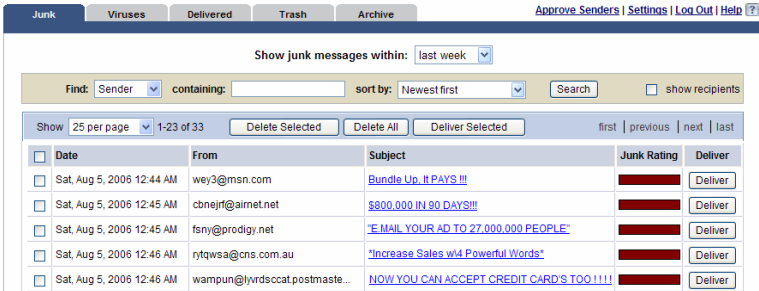 Junk Viruses Delivered Trash Archive Approve Senders | Settings | Log Out | Help ?
Show junk messages within: last week
Find: Sender containing: sort by: Newest first Search show recipients
Show 25 per page 1-23 of 33 Delete Selected Delete All Deliver Selected first | previous | next | last
Date From Subject Junk Rating Deliver
Sat, Aug 5, 2006 12:44 AM wey3@msn.com Bundle Up, It PAYS !!! Deliver
Sat, Aug 5, 2006 12:45 AM cbnejrf@airnet.net $800,000 IN 90 DAYS!!! Deliver
Sat, Aug 5, 2006 12:45 AM fsny@prodigy.net "E.MAIL YOUR AD TO 27,000,000 PEOPLE" Deliver
Sat, Aug 5, 2006 12:46 AM rytqwsa@cns.com.au *Increase Sales w\4 Powerful Words* Deliver
Sat, Aug 5, 2006 12:46 AM wampun@lyvrdsccat.postmaste... NOW YOU CAN ACCEPT CREDIT CARD'S TOO ! ! ! ! Deliver